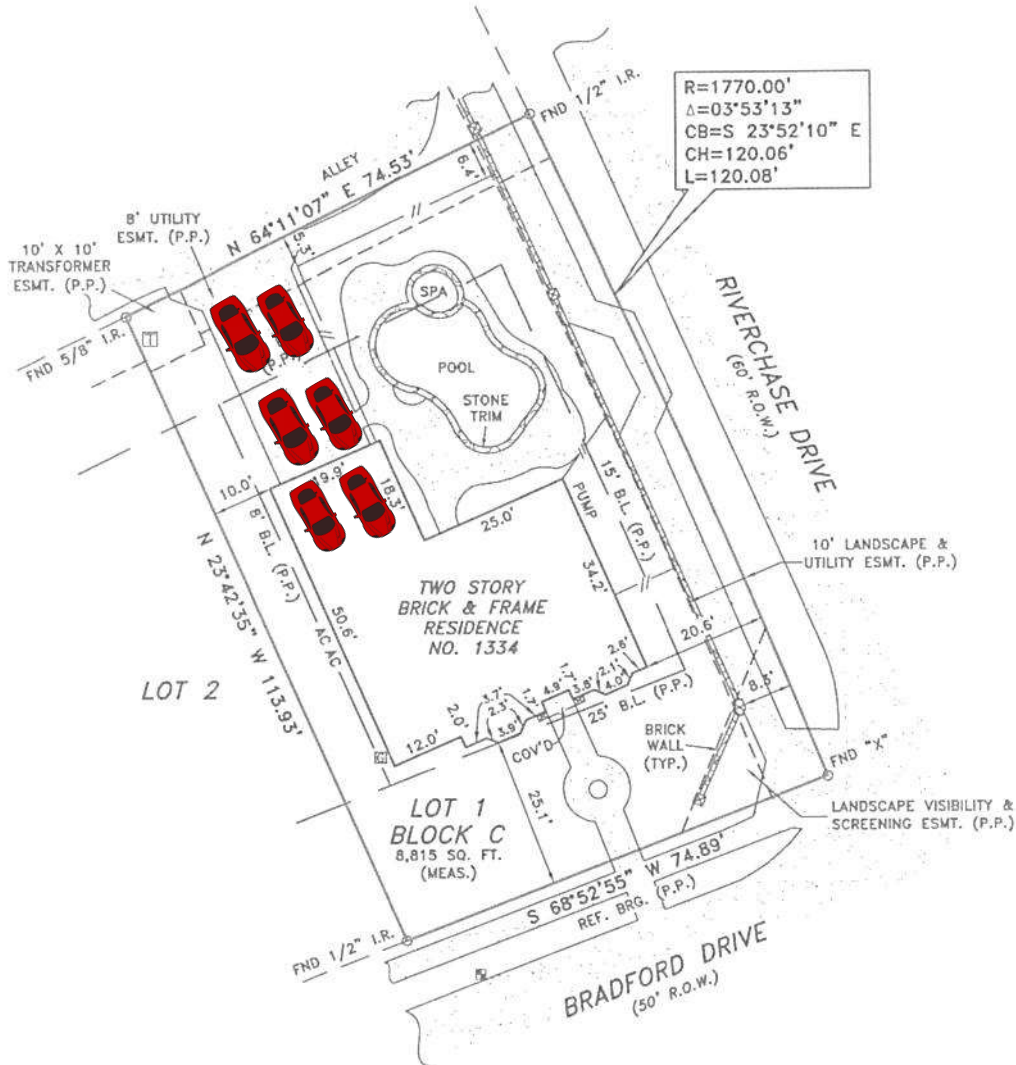 R=1770.00'
Δ=03°53'13"
CB=S 23°52'10" E
CH=120.06'
L=120.08'
FND 1/2" I.R.
ALLEY
N 64°11'07" E 74.53'
6.4'
8' UTILITY
ESMT. (P.P.)
10' X 10'
TRANSFORMER
ESMT. (P.P.)
5.3'
FND 5/8" I.R.
T
(P.P.)
SPA
POOL
STONE
TRIM
RIVERCHASE DRIVE
(60' R.O.W.)
10.0'
19.9'
18.3'
25.0'
PUMP
15' B.L. (P.P.)
8' B.L. (P.P.)
N 23°42'35" W 113.93'
50.6'
AC AC
34.2'
10' LANDSCAPE &
UTILITY ESMT. (P.P.)
TWO STORY
BRICK & FRAME
RESIDENCE
NO. 1334
20.6'
8.3'
LOT 2
2.6'
2.1'
4.0'
1.7'
3.8'
4.9'
1.7'
3.7'
2.3'
3.9'
2.0'
12.0'
25' B.L. (P.P.)
COV'D
BRICK
WALL
(TYP.)
FND "X"
LANDSCAPE VISIBILITY &
SCREENING ESMT. (P.P.)
25.1'
LOT 1
BLOCK C
8,815 SQ. FT.
(MEAS.)
S 68°52'55" W 74.89'
REF. BRG. (P.P.)
FND 1/2" I.R.
BRADFORD DRIVE
(50' R.O.W.)